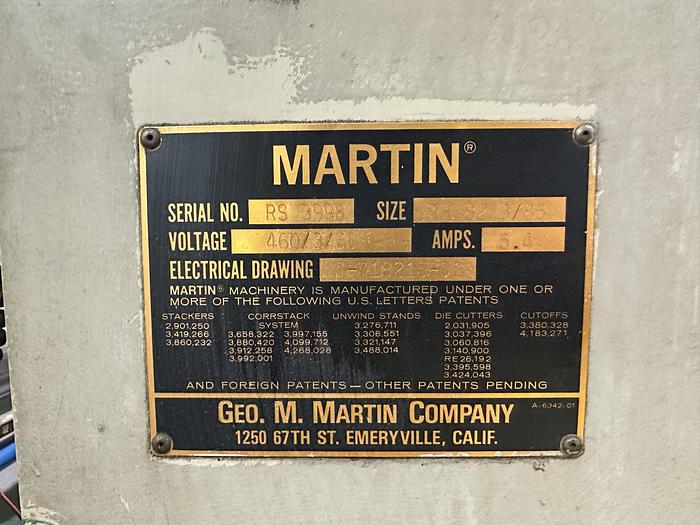 MARTIN®
SERIAL NO. RS SIZE
VOLTAGE 460/3/ AMPS. 5.4
ELECTRICAL DRAWING
MARTIN® MACHINERY IS MANUFACTURED UNDER ONE OR
MORE OF THE FOLLOWING U.S. LETTERS PATENTS
STACKERS CORRSTACK UNWIND STANDS DIE CUTTERS CUTOFFS
2,901,250 SYSTEM 3,276,711 2,031,905 3,380,328
3,419,266 3,658,322 3,997,155 3,306,551 3,037,396 4,183,271
3,860,232 3,880,420 4,099,712 3,321,147 3,060,816
3,912,258 4,268,028 3,488,014 3,140,900
3,992,001 RE26,192
3,395,598
3,424,043
AND FOREIGN PATENTS — OTHER PATENTS PENDING
GEO. M. MARTIN COMPANY A-6342-01
1250 67TH ST. EMERYVILLE, CALIF.